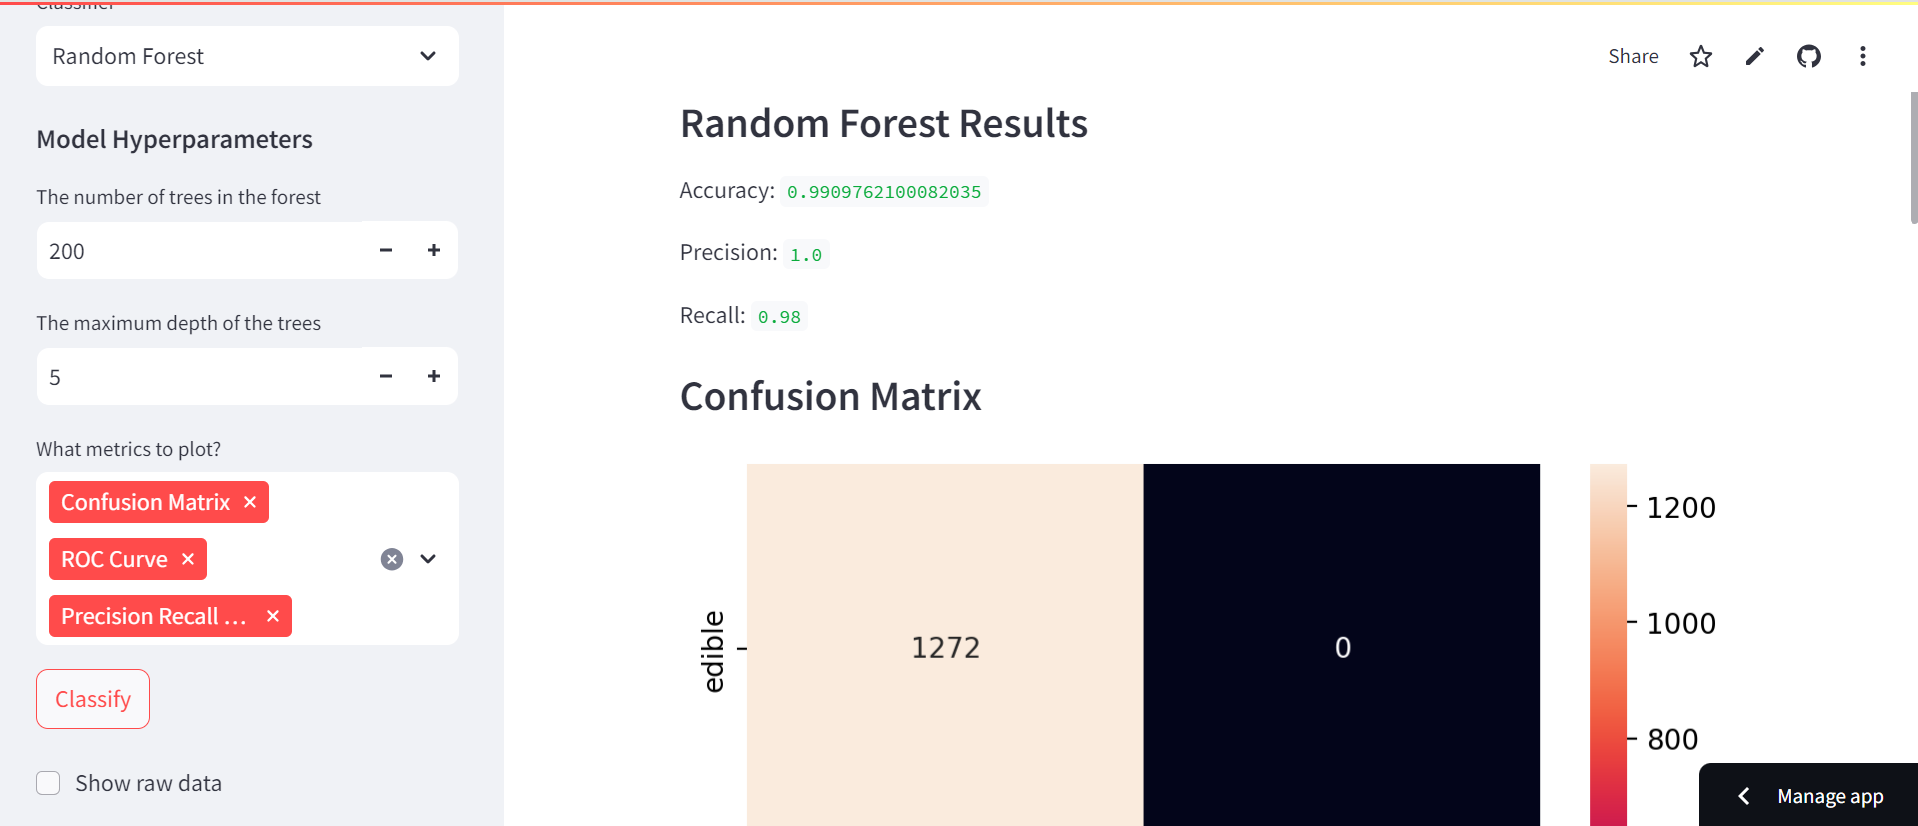 Classifier
Random Forest
Model Hyperparameters
The number of trees in the forest
200
The maximum depth of the trees
5
What metrics to plot?
Confusion Matrix
ROC Curve
Precision Recall ...
Classify
Show raw data
Share
Random Forest Results
Accuracy: 0.9909762100082035
Precision: 1.0
Recall: 0.98
Confusion Matrix
edible
1272
0
1200
1000
800
Manage app